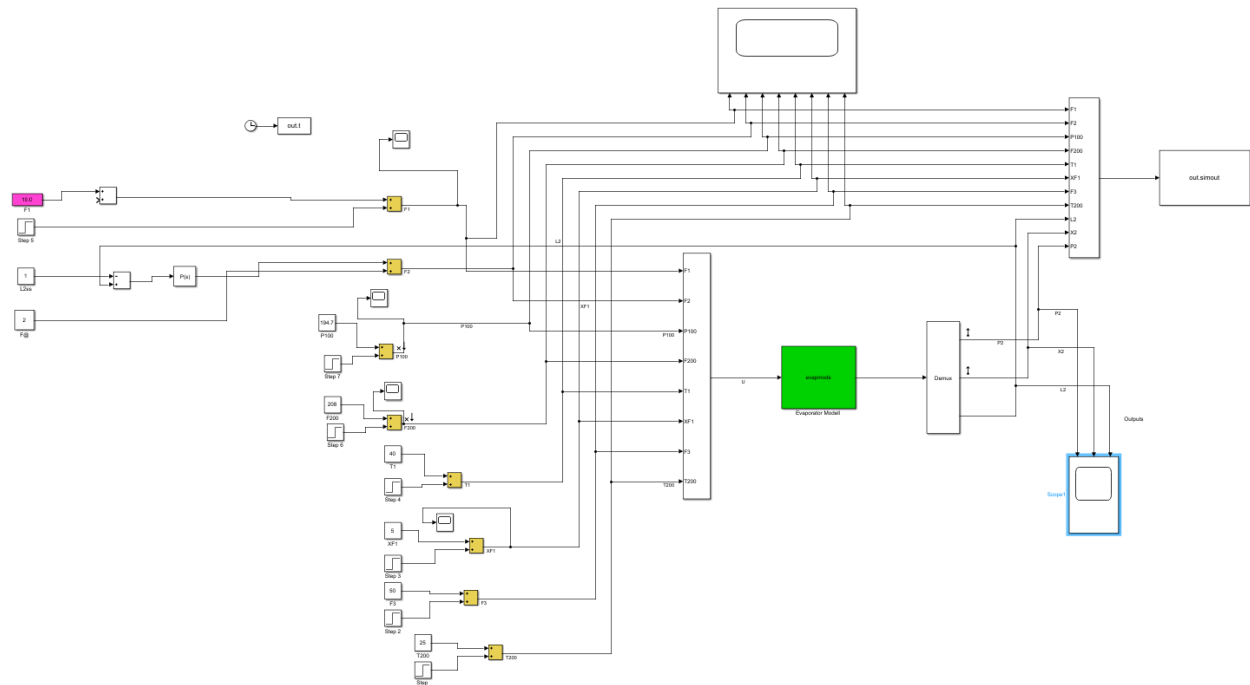 out.t
10.0
F1
Step 5
F1
L2
1
L2ss
P(s)
F2
2
F@
194.7
P100
Step 7
P100
P100
XF1
208
F200
Step 6
F200
40
T1
Step 4
T1
5
XF1
Step 3
XF1
50
F3
Step 2
F3
25
T200
Step
T200
F1
F2
P100
P100
F200
T1
XF1
F3
T200
T200
U
evapmods
Evaporator Modell
Demux
P2
X2
L2
P2
X2
Outputs
Scope1
F1
F2
P100
F200
T1
XF1
F3
T200
L2
X2
P2
out.simout